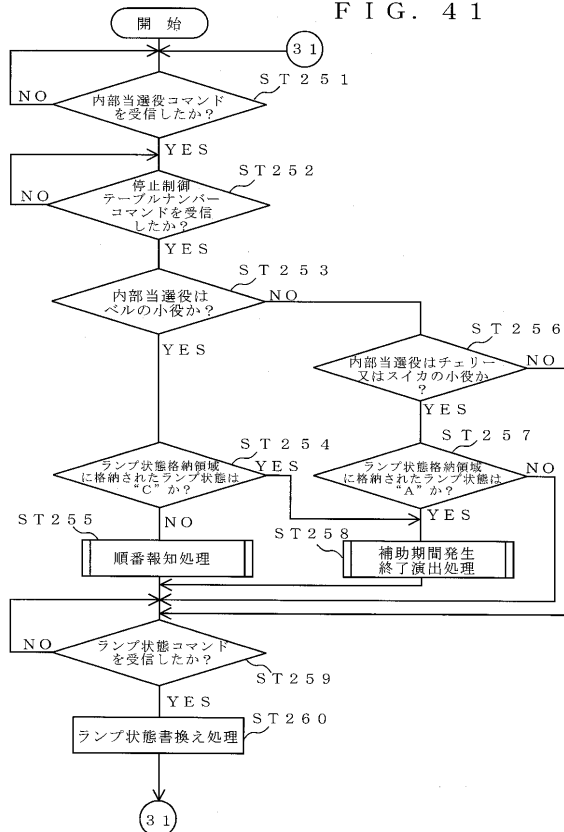 ＦＩＧ．４１
開 始
３１
ＳＴ２５１
内部当選役コマンド
を受信したか？
ＮＯ
ＹＥＳ
ＳＴ２５２
停止制御
テーブルナンバー
コマンドを受信
したか？
ＮＯ
ＹＥＳ
ＳＴ２５３
内部当選役は
ベルの小役か？
ＮＯ
ＹＥＳ
ＳＴ２５６
内部当選役はチェリー
又はスイカの小役か
？
ＮＯ
ＹＥＳ
ＳＴ２５４
ランプ状態格納領域
に格納されたランプ状態は
“Ｃ”か？
ＹＥＳ
ＮＯ
ＳＴ２５７
ランプ状態格納領域
に格納されたランプ状態は
“Ａ”か？
ＮＯ
ＹＥＳ
ＳＴ２５５
順番報知処理
ＳＴ２５８
補助期間発生
終了演出処理
ＮＯ
ランプ状態コマンド
を受信したか？
ＳＴ２５９
ＹＥＳ
ＳＴ２６０
ランプ状態書換え処理
３１